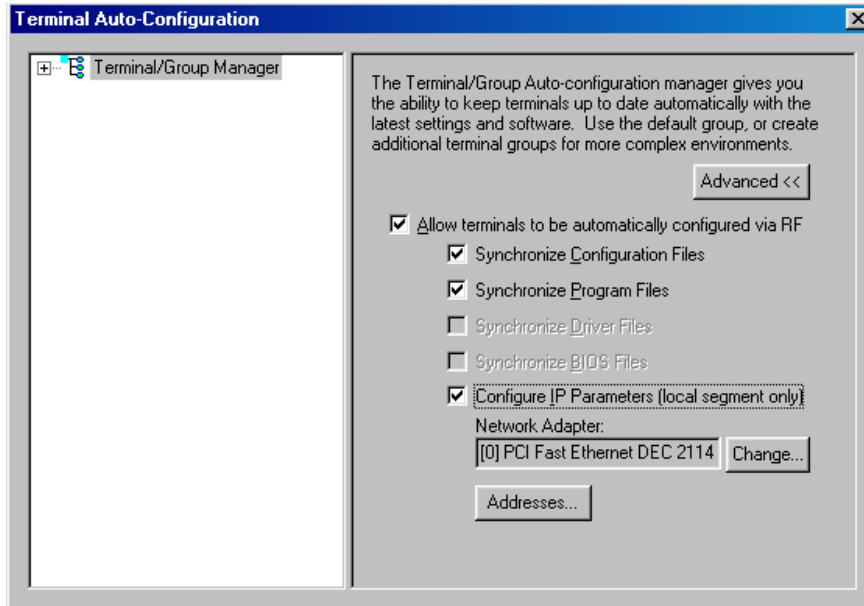 Terminal Auto-Configuration
Terminal/Group Manager
The Terminal/Group Auto-configuration manager gives you
the ability to keep terminals up to date automatically with the
latest settings and software. Use the default group, or create
additional terminal groups for more complex environments.
Advanced <<
Allow terminals to be automatically configured via RF
Synchronize Configuration Files
Synchronize Program Files
Synchronize Driver Files
Synchronize BIOS Files
Configure IP Parameters (local segment only)
Network Adapter:
[0] PCI Fast Ethernet DEC 2114
Change...
Addresses...